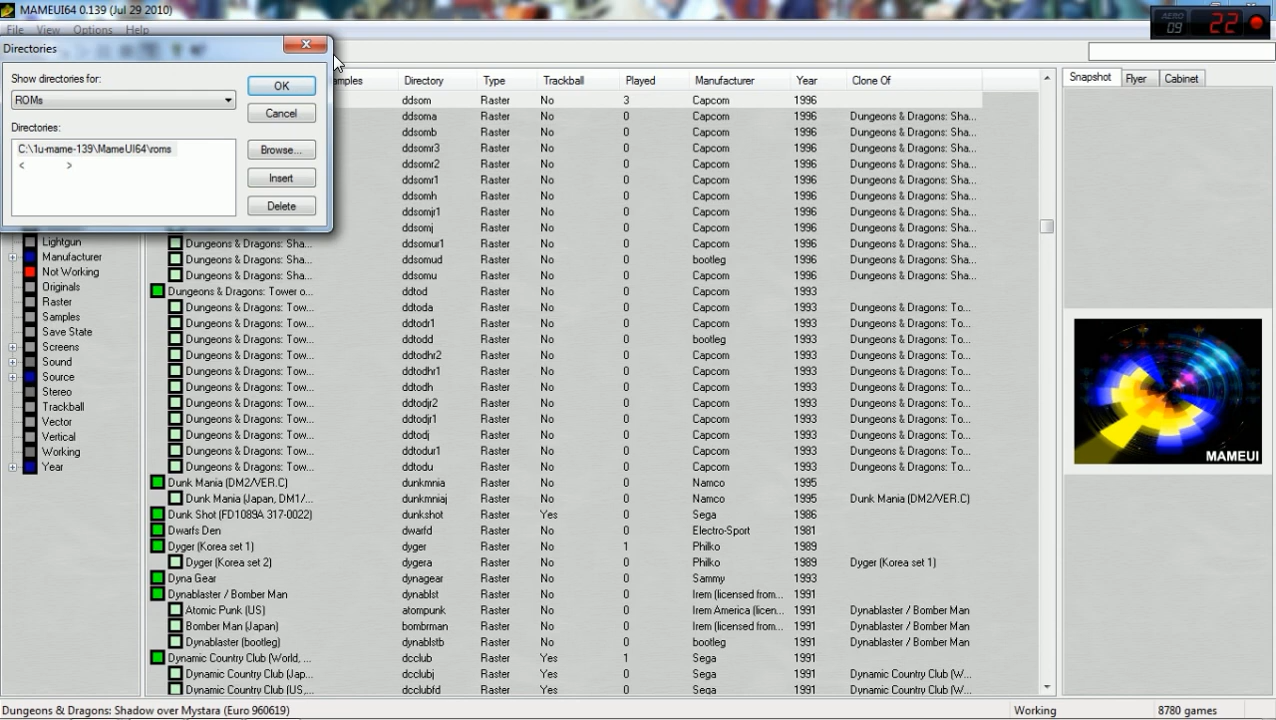 MAMEUI64 0.139 (Jul 29 2010)
File View Options Help
AERO 09 22
Directories
Show directories for:
ROMs
OK
Cancel
Directories:
C:\1u-mame-139\MameUI64\roms
< >
Browse...
Insert
Delete
Directory Type Trackball Played Manufacturer Year Clone Of
Snapshot Flyer Cabinet
ddsom Raster No 3 Capcom 1996
ddsoma Raster No 0 Capcom 1996 Dungeons & Dragons: Sha...
ddsomb Raster No 0 Capcom 1996 Dungeons & Dragons: Sha...
ddsomr3 Raster No 0 Capcom 1996 Dungeons & Dragons: Sha...
ddsomr2 Raster No 0 Capcom 1996 Dungeons & Dragons: Sha...
ddsomr1 Raster No 0 Capcom 1996 Dungeons & Dragons: Sha...
ddsomh Raster No 0 Capcom 1996 Dungeons & Dragons: Sha...
ddsomjr1 Raster No 0 Capcom 1996 Dungeons & Dragons: Sha...
ddsomj Raster No 0 Capcom 1996 Dungeons & Dragons: Sha...
Dungeons & Dragons: Sha... ddsomur1 Raster No 0 Capcom 1996 Dungeons & Dragons: Sha...
Dungeons & Dragons: Sha... ddsomud Raster No 0 bootleg 1996 Dungeons & Dragons: Sha...
Dungeons & Dragons: Sha... ddsomu Raster No 0 Capcom 1996 Dungeons & Dragons: Sha...
Dungeons & Dragons: Tower o... ddtod Raster No 0 Capcom 1993
Dungeons & Dragons: Tow... ddtoda Raster No 0 Capcom 1993 Dungeons & Dragons: To...
Dungeons & Dragons: Tow... ddtodr1 Raster No 0 Capcom 1993 Dungeons & Dragons: To...
Dungeons & Dragons: Tow... ddtodd Raster No 0 bootleg 1993 Dungeons & Dragons: To...
Dungeons & Dragons: Tow... ddtodhr2 Raster No 0 Capcom 1993 Dungeons & Dragons: To...
Dungeons & Dragons: Tow... ddtodhr1 Raster No 0 Capcom 1993 Dungeons & Dragons: To...
Dungeons & Dragons: Tow... ddtodh Raster No 0 Capcom 1993 Dungeons & Dragons: To...
Dungeons & Dragons: Tow... ddtodjr2 Raster No 0 Capcom 1993 Dungeons & Dragons: To...
Dungeons & Dragons: Tow... ddtodjr1 Raster No 0 Capcom 1993 Dungeons & Dragons: To...
Dungeons & Dragons: Tow... ddtodj Raster No 0 Capcom 1993 Dungeons & Dragons: To...
Dungeons & Dragons: Tow... ddtodur1 Raster No 0 Capcom 1993 Dungeons & Dragons: To...
Dungeons & Dragons: Tow... ddtodu Raster No 0 Capcom 1993 Dungeons & Dragons: To...
Dunk Mania (DM2/VER.C) dunkmnia Raster No 0 Namco 1995
Dunk Mania (Japan, DM1/... dunkmniaj Raster No 0 Namco 1995 Dunk Mania (DM2/VER.C)
Dunk Shot (FD1089A 317-0022) dunkshot Raster Yes 0 Sega 1986
Dwarfs Den dwarfd Raster No 0 Electro-Sport 1981
Dyger (Korea set 1) dyger Raster No 1 Philko 1989
Dyger (Korea set 2) dygera Raster No 0 Philko 1989 Dyger (Korea set 1)
Dyna Gear dynagear Raster No 0 Sammy 1993
Dynablaster / Bomber Man dynablst Raster No 0 Irem (licensed from... 1991
Atomic Punk (US) atompunk Raster No 0 Irem America (licen... 1991 Dynablaster / Bomber Man
Bomber Man (Japan) bombrman Raster No 0 Irem (licensed from... 1991 Dynablaster / Bomber Man
Dynablaster (bootleg) dynablstb Raster No 0 bootleg 1991 Dynablaster / Bomber Man
Dynamic Country Club (World, ... dcclub Raster Yes 1 Sega 1991
Dynamic Country Club (Jap... dcclubj Raster Yes 0 Sega 1991 Dynamic Country Club (W...
Dynamic Country Club (US,... dcclubfd Raster Yes 0 Sega 1991 Dynamic Country Club (W...
Lightgun
Manufacturer
Not Working
Originals
Raster
Samples
Save State
Screens
Sound
Source
Stereo
Trackball
Vector
Vertical
Working
Year
MAMEUI
Dungeons & Dragons: Shadow over Mystara (Euro 960619) Working 8780 games